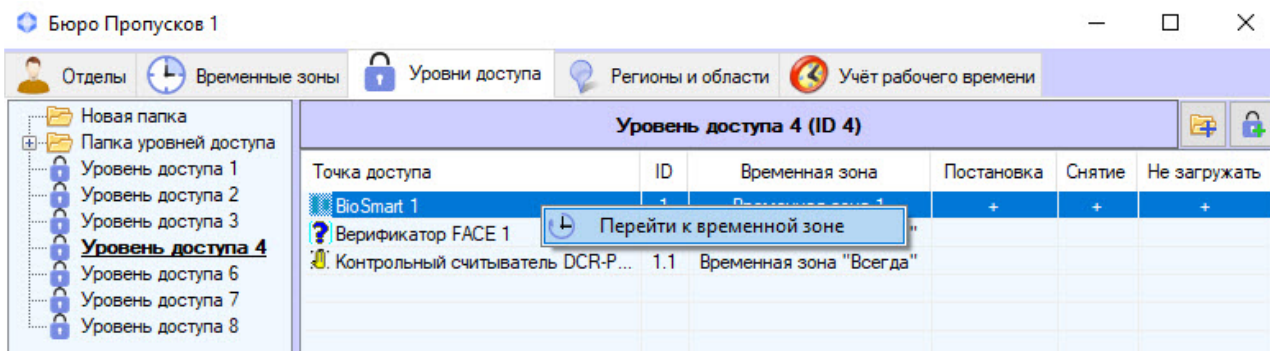 Бюро Пропусков 1
Отделы Временные зоны Уровни доступа Регионы и области Учёт рабочего времени
Новая папка
Папка уровней доступа
Уровень доступа 1
Уровень доступа 2
Уровень доступа 3
Уровень доступа 4
Уровень доступа 6
Уровень доступа 7
Уровень доступа 8
Уровень доступа 4 (ID 4)
Точка доступа ID Временная зона Постановка Снятие Не загружать
BioSmart 1 1 Временная зона 1 + + +
Перейти к временной зоне
Верификатор FACE 1 "
Контрольный считыватель DCR-P... 1.1 Временная зона "Всегда"